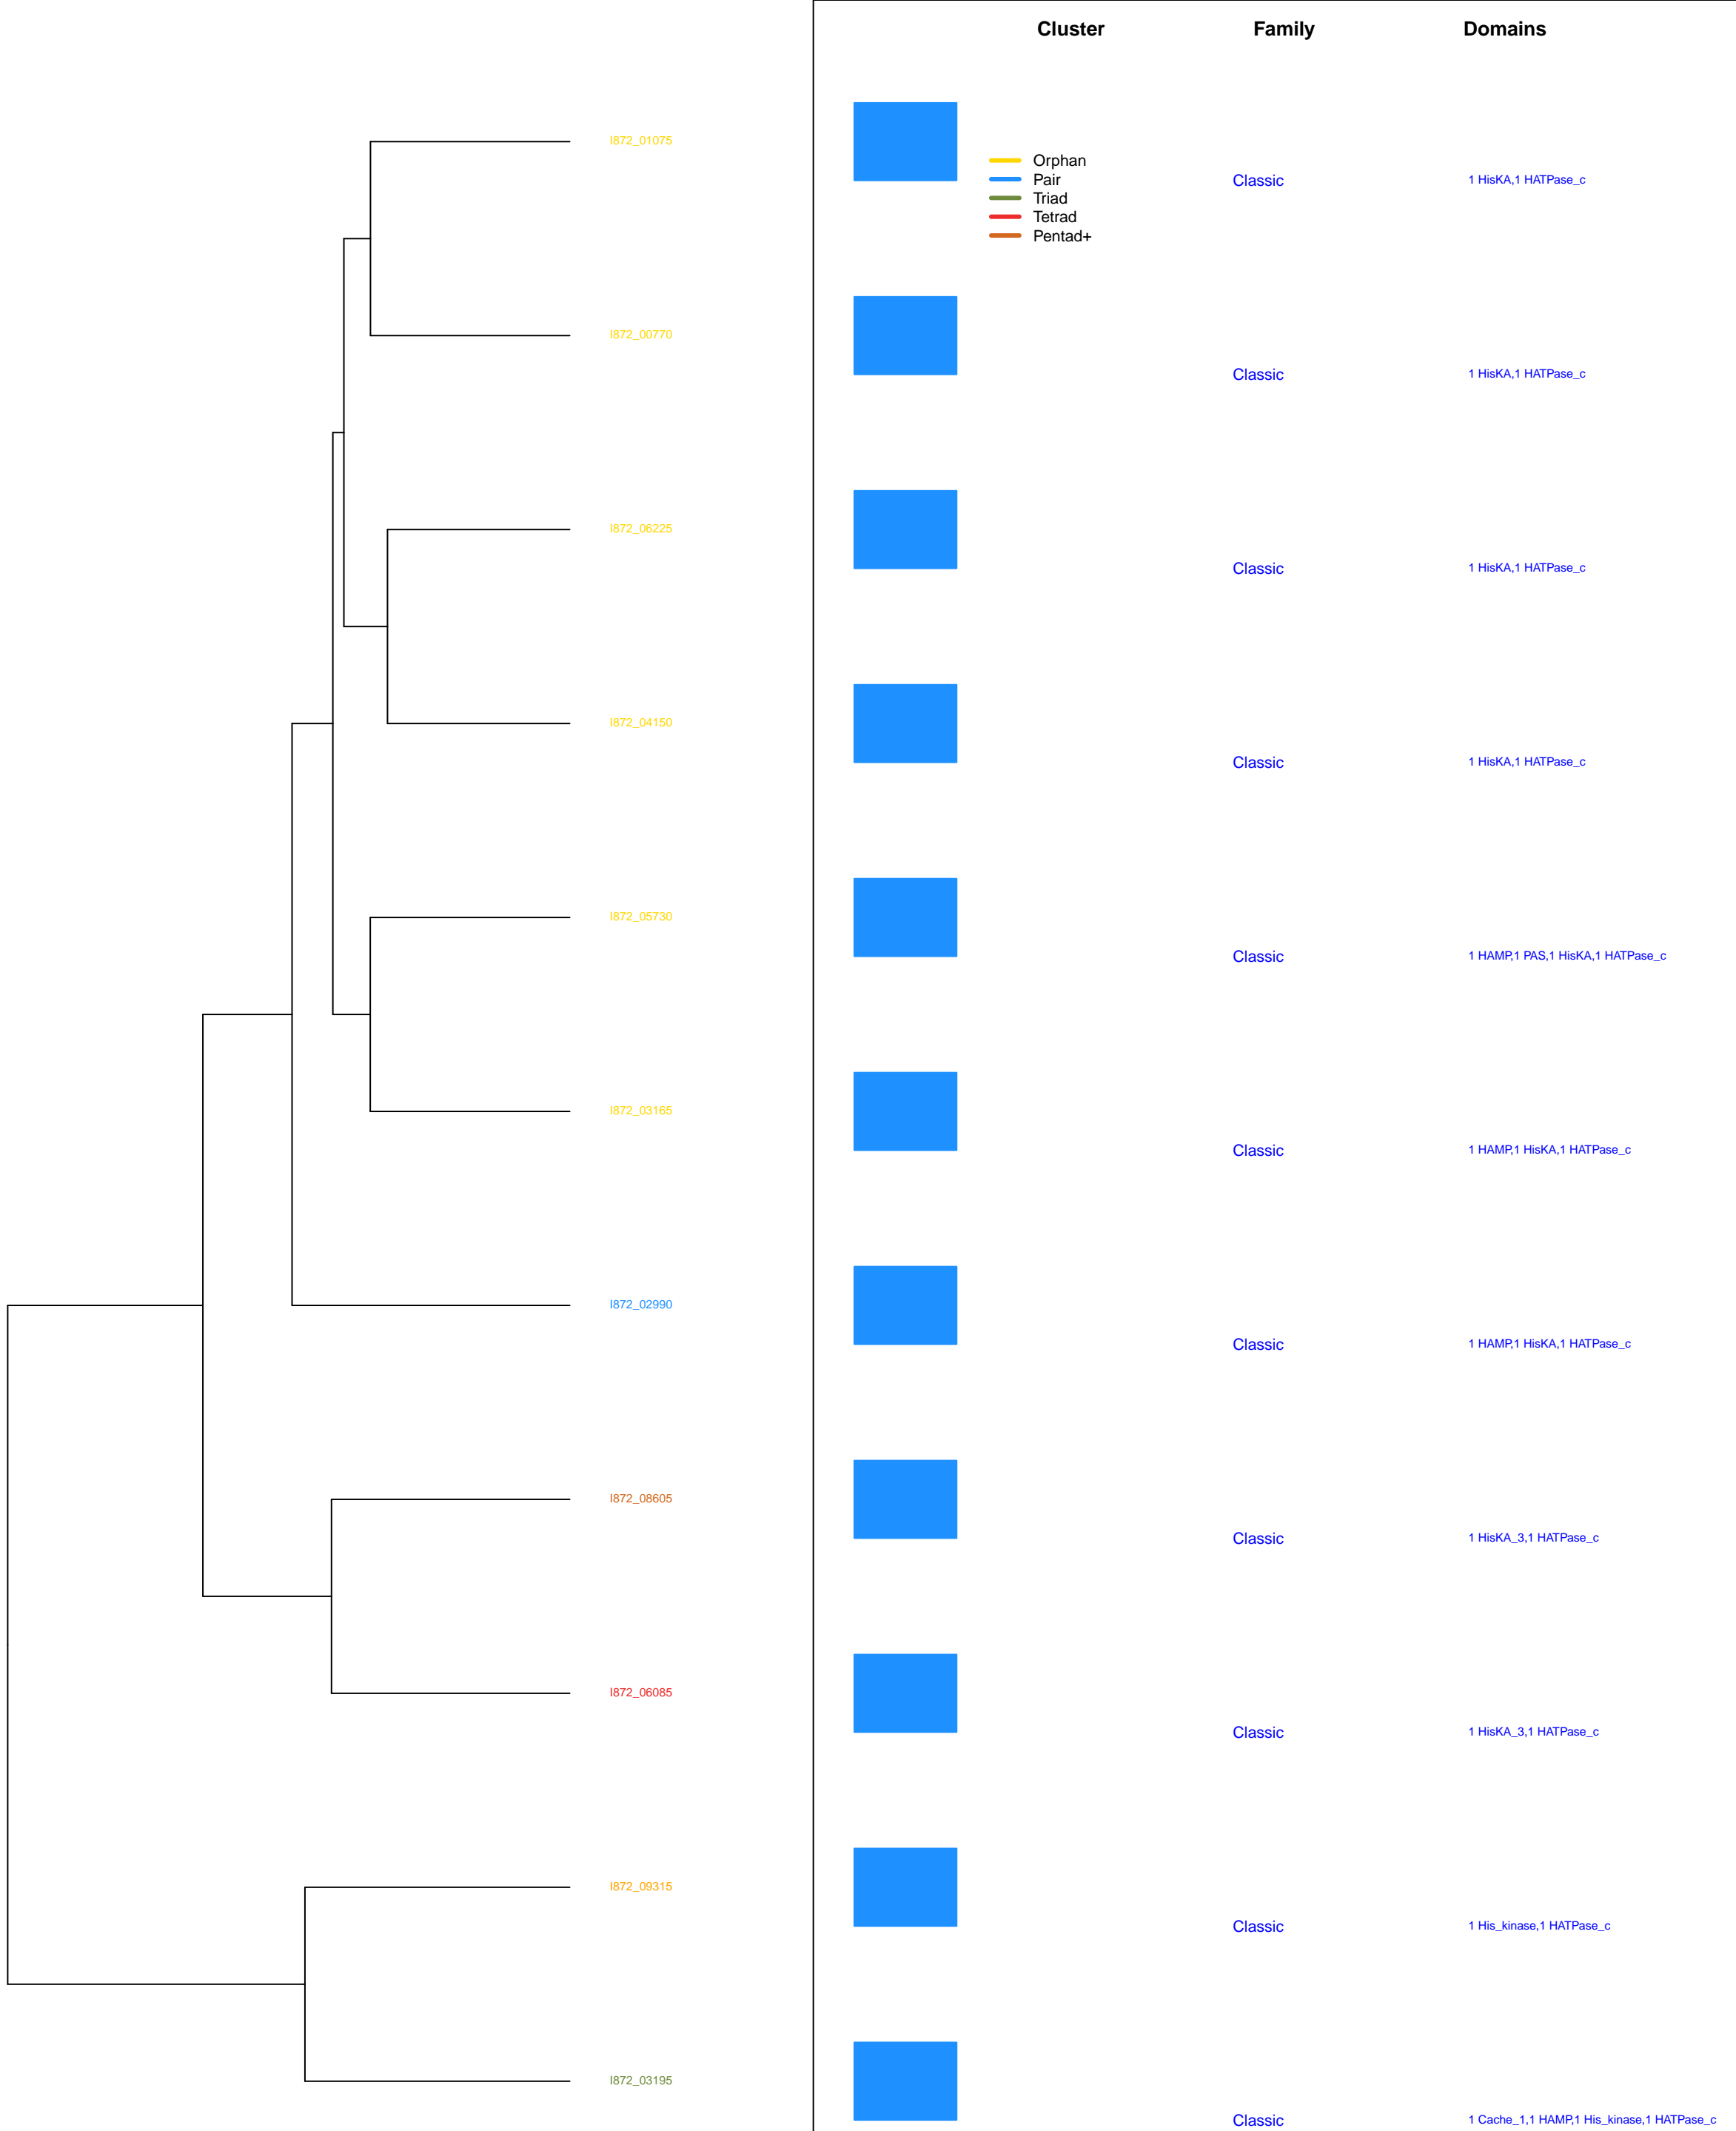 Cluster Family Domains
I872_01075
Orphan
Pair
Triad
Tetrad
Pentad+
Classic 1 HisKA,1 HATPase_c
I872_00770
Classic 1 HisKA,1 HATPase_c
I872_06225
Classic 1 HisKA,1 HATPase_c
I872_04150
Classic 1 HisKA,1 HATPase_c
I872_05730
Classic 1 HAMP,1 PAS,1 HisKA,1 HATPase_c
I872_03165
Classic 1 HAMP,1 HisKA,1 HATPase_c
I872_02990
Classic 1 HAMP,1 HisKA,1 HATPase_c
I872_08605
Classic 1 HisKA_3,1 HATPase_c
I872_06085
Classic 1 HisKA_3,1 HATPase_c
I872_09315
Classic 1 His_kinase,1 HATPase_c
I872_03195
Classic 1 Cache_1,1 HAMP,1 His_kinase,1 HATPase_c